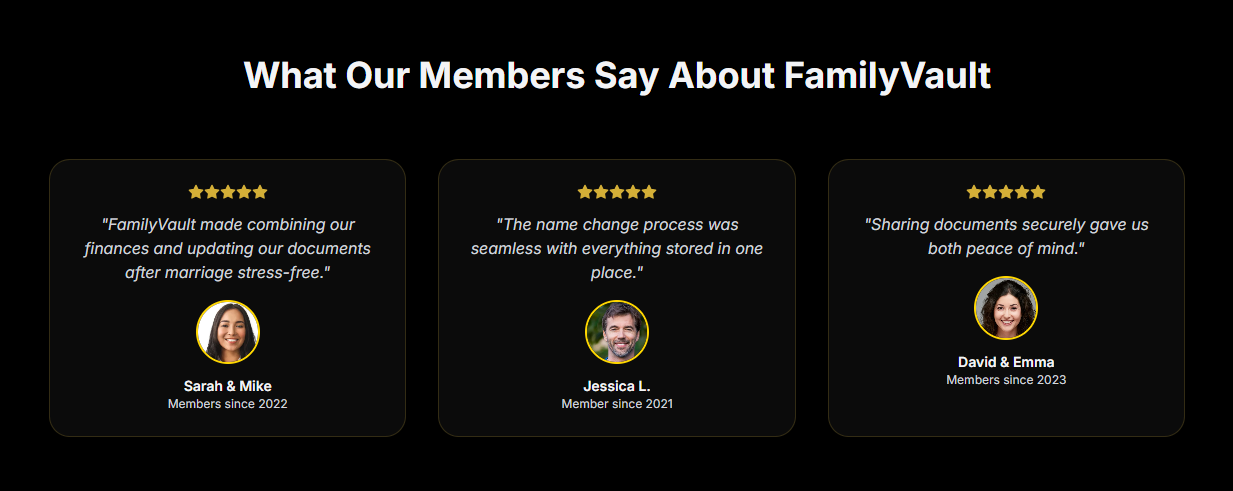 What Our Members Say About FamilyVault
"FamilyVault made combining our
finances and updating our documents
after marriage stress-free."
Sarah & Mike
Members since 2022
"The name change process was
seamless with everything stored in one
place."
Jessica L.
Member since 2021
"Sharing documents securely gave us
both peace of mind."
David & Emma
Members since 2023